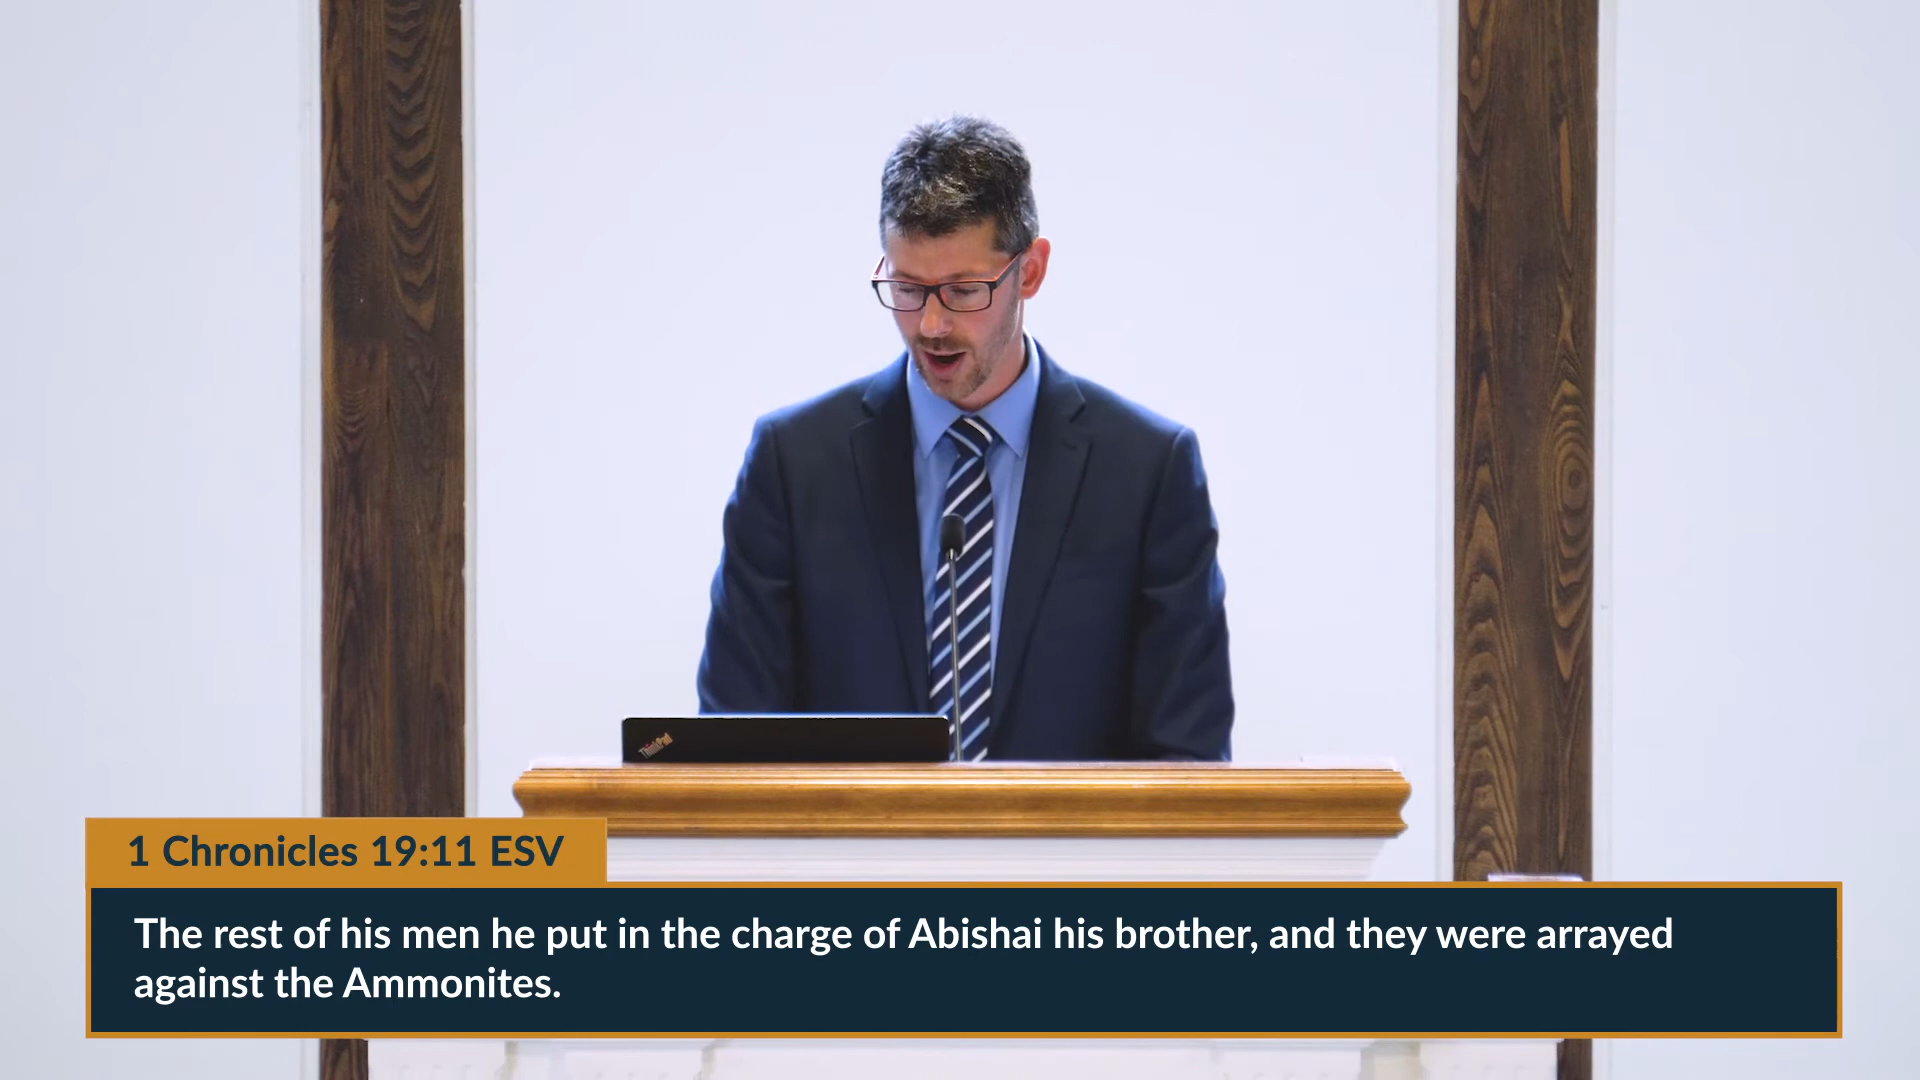 ThinkPad
1 Chronicles 19:11 ESV
The rest of his men he put in the charge of Abishai his brother, and they were arrayed
against the Ammonites.